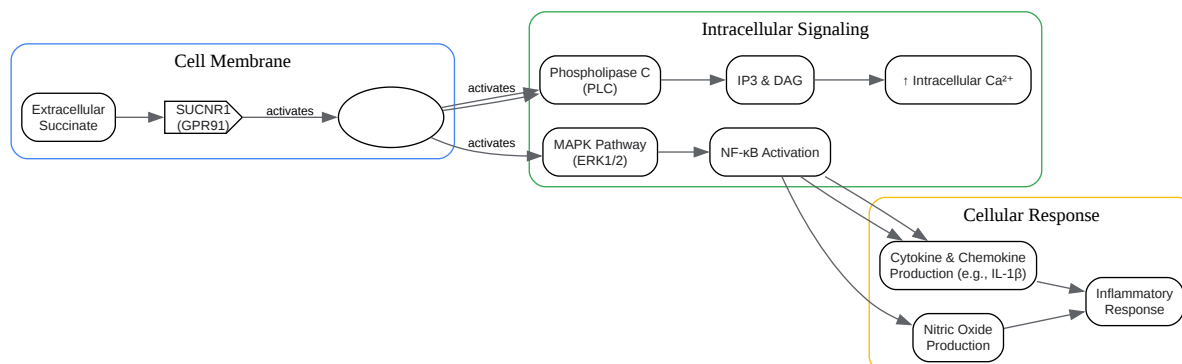 Cell Membrane
Extracellular
Succinate
SUCNR1
(GPR91)
activates
activates
activates
Intracellular Signaling
Phospholipase C
(PLC)
IP3 & DAG
↑ Intracellular Ca²⁺
MAPK Pathway
(ERK1/2)
NF-κB Activation
Cellular Response
Cytokine & Chemokine
Production (e.g., IL-1β)
Nitric Oxide
Production
Inflammatory
Response